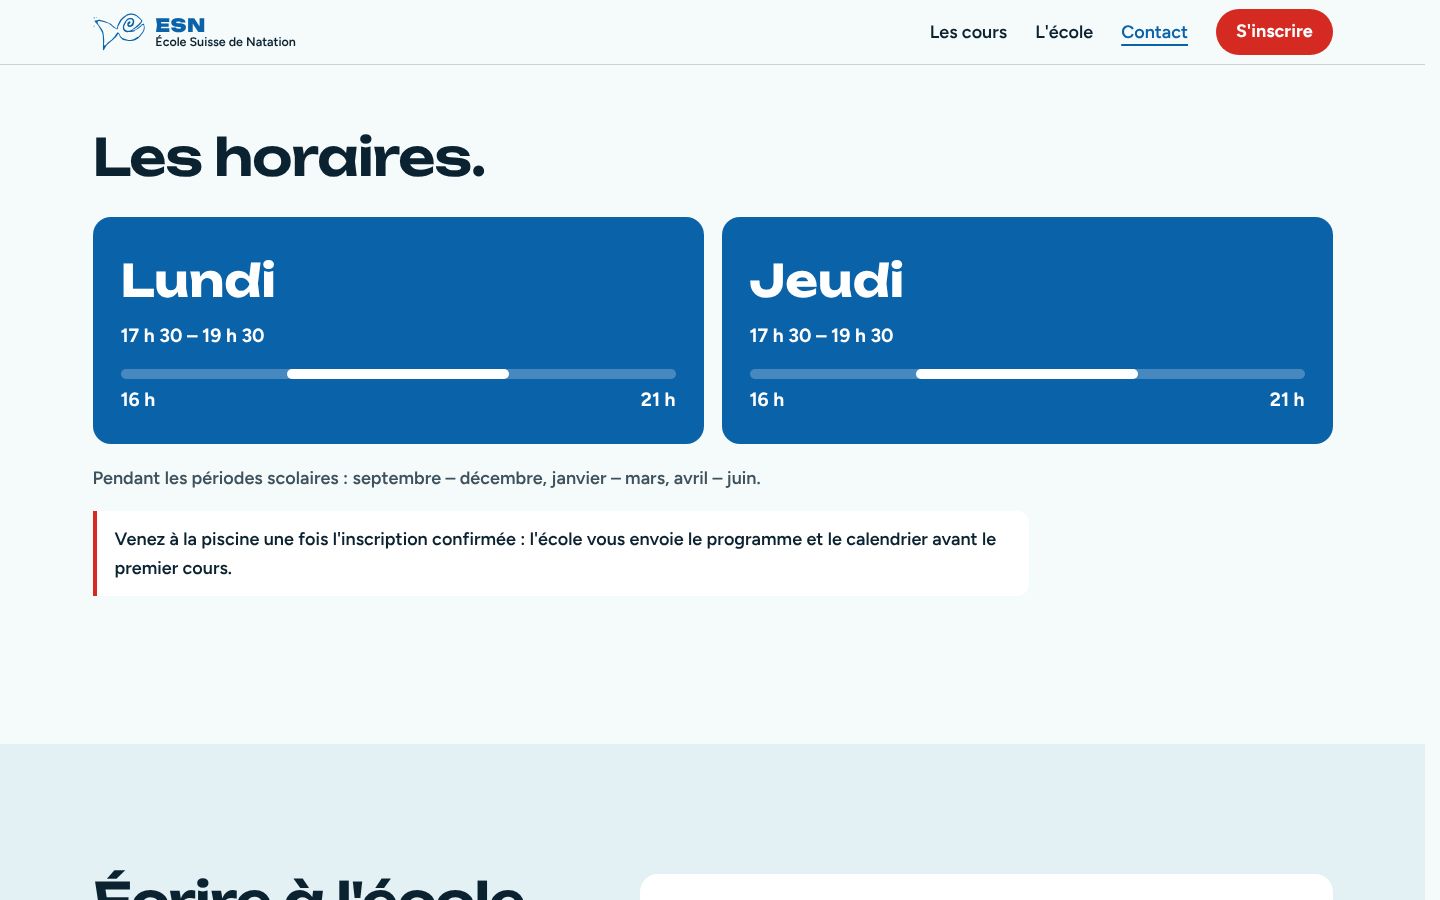 ESN
École Suisse de Natation
Les cours
L'école
Contact
S'inscrire
Les horaires.
Lundi
17 h 30 – 19 h 30
16 h
21 h
Jeudi
17 h 30 – 19 h 30
16 h
21 h
Pendant les périodes scolaires : septembre – décembre, janvier – mars, avril – juin.
Venez à la piscine une fois l'inscription confirmée : l'école vous envoie le programme et le calendrier avant le
premier cours.
Écrire à l'école